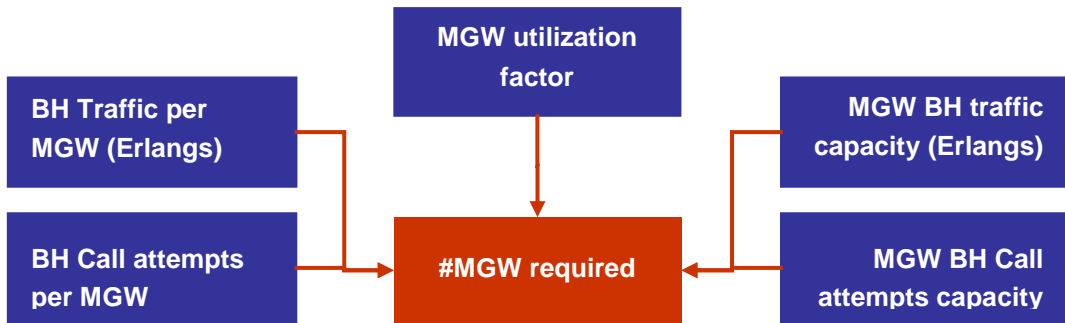 MGW utilization
factor
BH Traffic per
MGW (Erlangs)
MGW BH traffic
capacity (Erlangs)
BH Call attempts
per MGW
#MGW required
MGW BH Call
attempts capacity